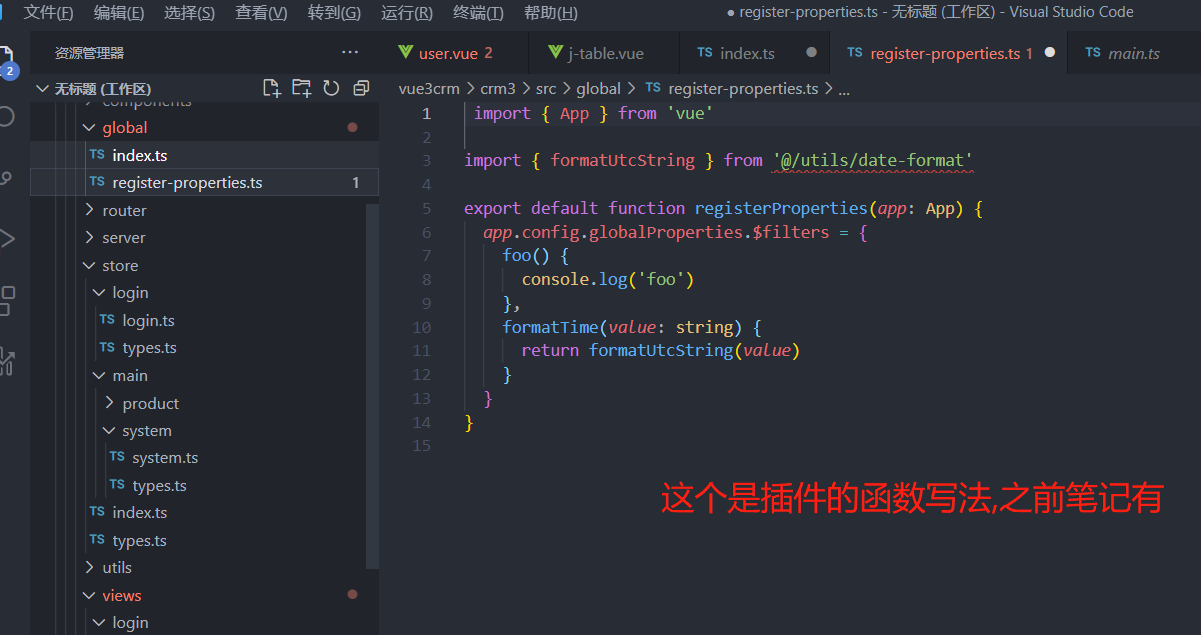 文件(F) 编辑(E) 选择(S) 查看(V) 转到(G) 运行(R) 终端(T) 帮助(H) ● register-properties.ts - 无标题 (工作区) - Visual Studio Code
资源管理器 ···
user.vue 2 j-table.vue TS index.ts ● TS register-properties.ts 1 ● TS main.ts
2
无标题 (工作区)
vue3crm > crm3 > src > global > TS register-properties.ts > ...
components
global
TS index.ts
TS register-properties.ts 1
router
server
store
login
TS login.ts
TS types.ts
main
product
system
TS system.ts
TS types.ts
TS index.ts
TS types.ts
utils
views
login
1 import { App } from 'vue'
2
3 import { formatUtcString } from '@/utils/date-format'
4
5 export default function registerProperties(app: App) {
6 app.config.globalProperties.$filters = {
7 foo() {
8 console.log('foo')
9 },
10 formatTime(value: string) {
11 return formatUtcString(value)
12 }
13 }
14 }
15
这个是插件的函数写法,之前笔记有